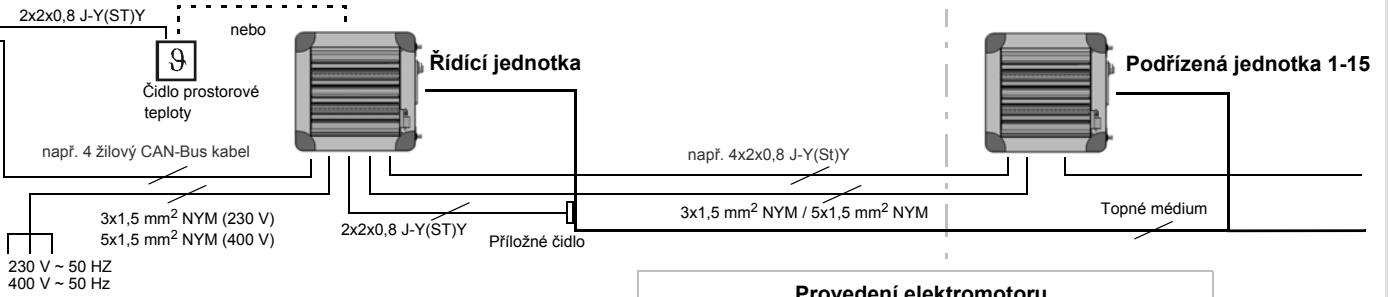 2x2x0,8 J-Y(ST)Y
nebo
ϑ
Čidlo prostorové
teploty
Řídící jednotka
Podřízená jednotka 1-15
např. 4 žilový CAN-Bus kabel
např. 4x2x0,8 J-Y(St)Y
3x1,5 mm² NYM (230 V)
5x1,5 mm² NYM (400 V)
2x2x0,8 J-Y(ST)Y
Příložné čidlo
3x1,5 mm² NYM / 5x1,5 mm² NYM
Topné médium
230 V ~ 50 HZ
400 V ~ 50 Hz
Provedení elektromotoru